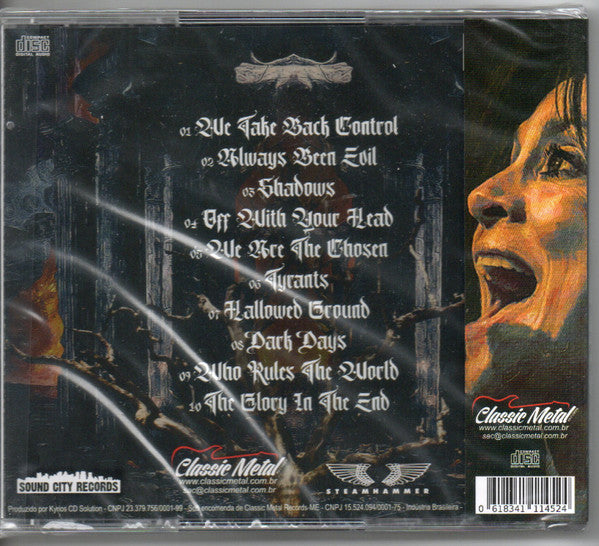 COMPACT
disc
DIGITAL AUDIO
01 We Take Back Control
02 Always Been Evil
03 Shadows
04 Off With Your Head
05 We Are The Chosen
06 Tyrants
07 Hallowed Ground
08 Dark Days
09 Who Rules The World
10 The Glory In The End
Classic Metal
www.classicmetal.com.br
sac@classicmetal.com.br
COMPACT
disc
DIGITAL AUDIO
SOUND CITY RECORDS
Classic Metal
www.classicmetal.com.br
sac@classicmetal.com.br
STEAMHAMMER
Produzido por Kyrios CD Solution - CNPJ 23.379.756/0001-99 - Sob encomenda de Classic Metal Records-ME - CNPJ 15.524.094/0001-75 - Indústria Brasileira -
0 618341 114524